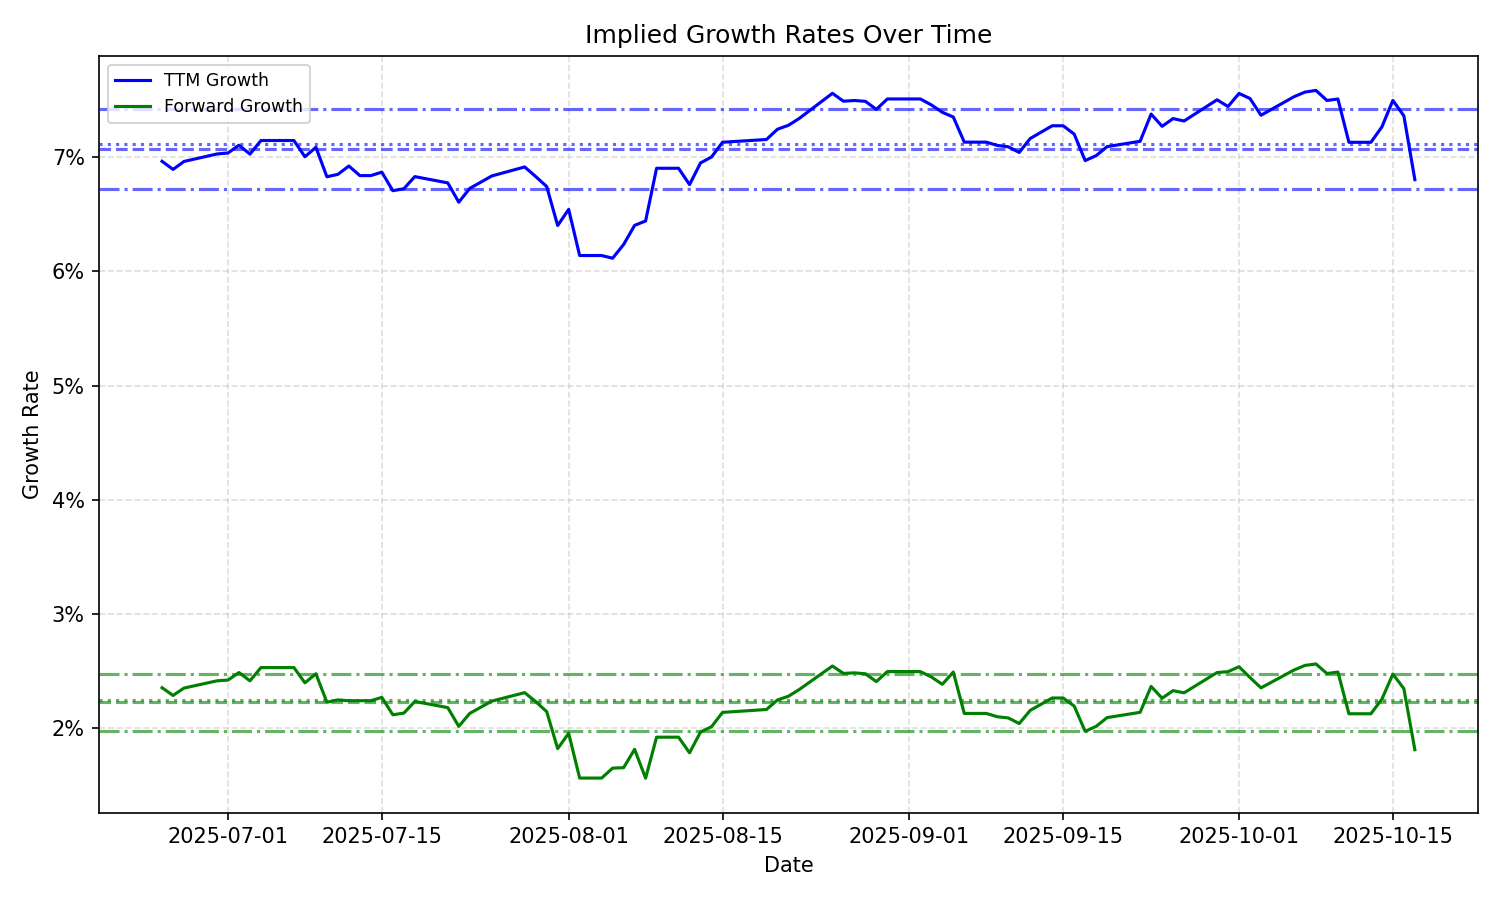 Implied Growth Rates Over Time
TTM Growth
Forward Growth
7%
6%
5%
4%
3%
2%
Growth Rate
2025-07-01
2025-07-15
2025-08-01
2025-08-15
2025-09-01
2025-09-15
2025-10-01
2025-10-15
Date